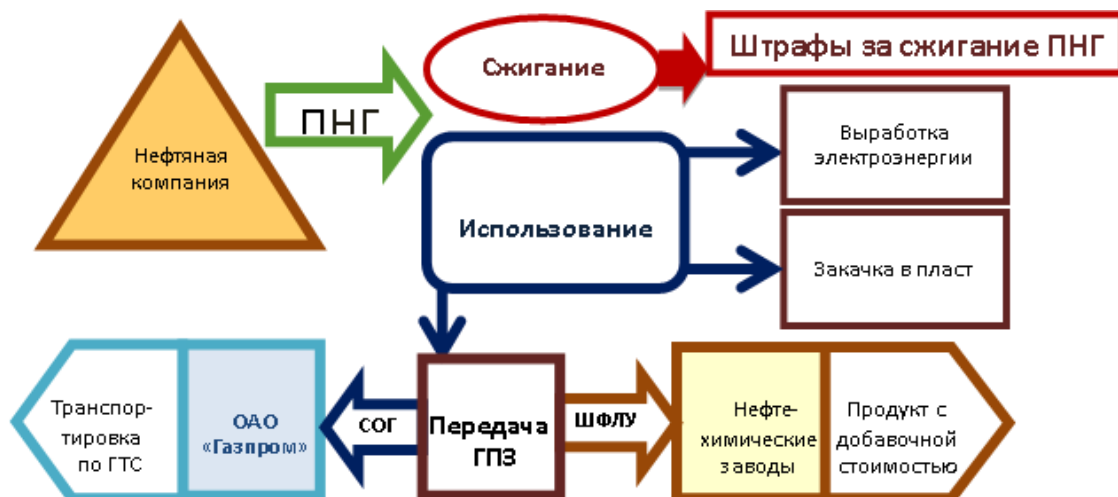 Сжигание
Штрафы за сжигание ПНГ
ПНГ
Нефтяная
компания
Выработка
электроэнергии
Использование
Закачка в пласт
Транспор-
тировка
по ГТС
ОАО
«Газпром»
СОГ
Передача
ГПЗ
ШФЛУ
Нефте-
химические
заводы
Продукт с
добавочной
стоимостью